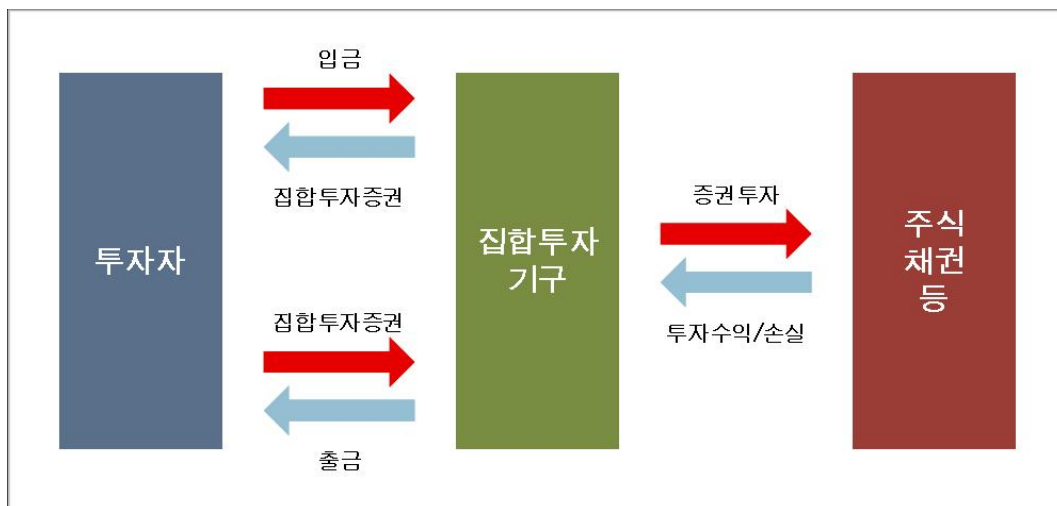 입금
집합투자증권
투자자
집합투자증권
출금
집합투자
기구
증권투자
투자수익/손실
주식
채권
등